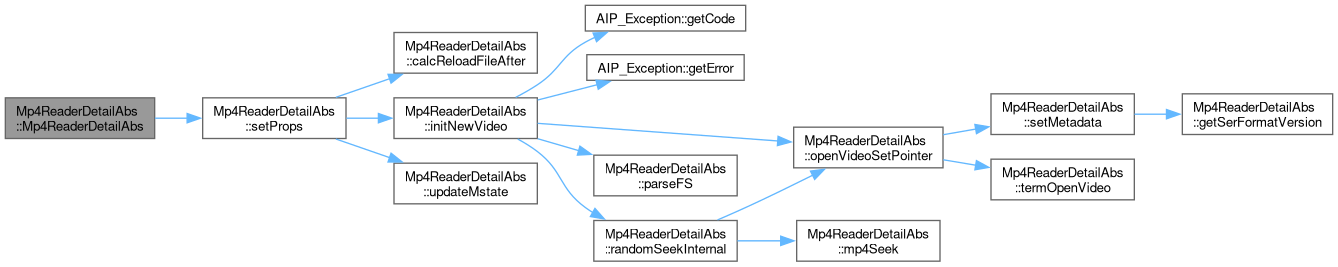 Mp4ReaderDetailAbs
::Mp4ReaderDetailAbs
Mp4ReaderDetailAbs
::setProps
Mp4ReaderDetailAbs
::calcReloadFileAfter
Mp4ReaderDetailAbs
::initNewVideo
Mp4ReaderDetailAbs
::updateMstate
AIP_Exception::getCode
AIP_Exception::getError
Mp4ReaderDetailAbs
::parseFS
Mp4ReaderDetailAbs
::randomSeekInternal
Mp4ReaderDetailAbs
::openVideoSetPointer
Mp4ReaderDetailAbs
::mp4Seek
Mp4ReaderDetailAbs
::setMetadata
Mp4ReaderDetailAbs
::termOpenVideo
Mp4ReaderDetailAbs
::getSerFormatVersion